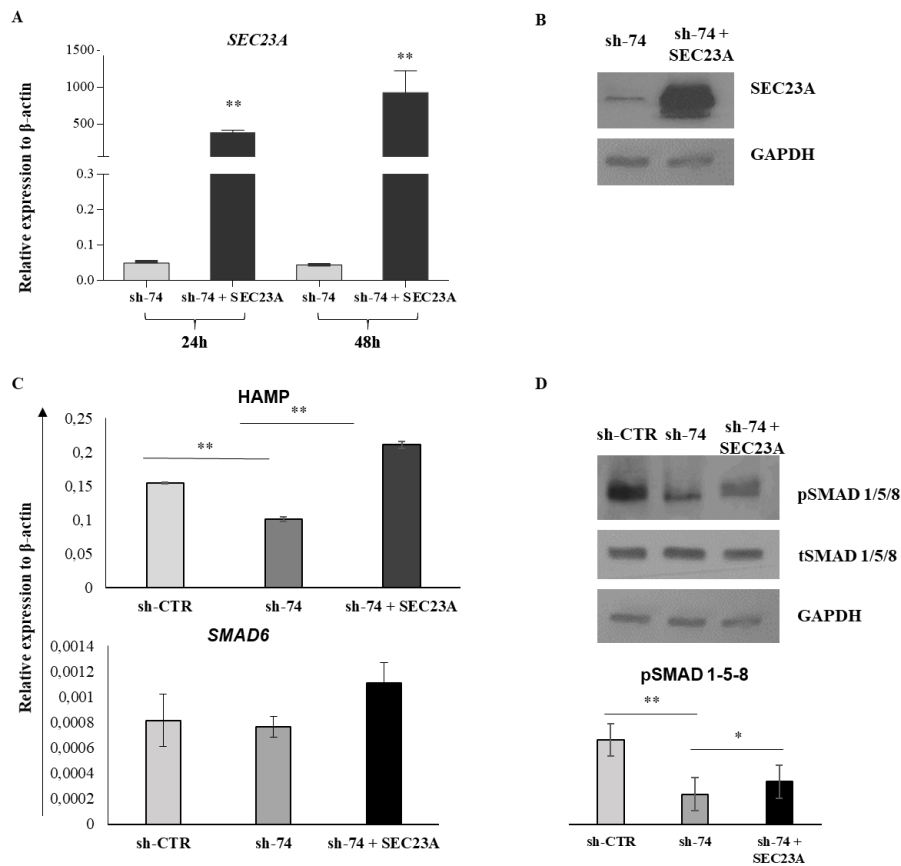 A
SEC23A
Relative expression to β-actin
1500
1000
500
0.3
0.2
0.1
0.0
**
**
sh-74
sh-74 + SEC23A
sh-74
sh-74 + SEC23A
24h
48h
B
sh-74
sh-74 +
SEC23A
SEC23A
GAPDH
C
Relative expression to β-actin
HAMP
0,25
0,2
0,15
0,1
0,05
0
**
**
sh-CTR
sh-74
sh-74 + SEC23A
SMAD6
0,0014
0,0012
0,001
0,0008
0,0006
0,0004
0,0002
0
sh-CTR
sh-74
sh-74 + SEC23A
D
sh-CTR
sh-74
sh-74 +
SEC23A
pSMAD 1/5/8
tSMAD 1/5/8
GAPDH
pSMAD 1-5-8
**
*
sh-CTR
sh-74
sh-74 +
SEC23A